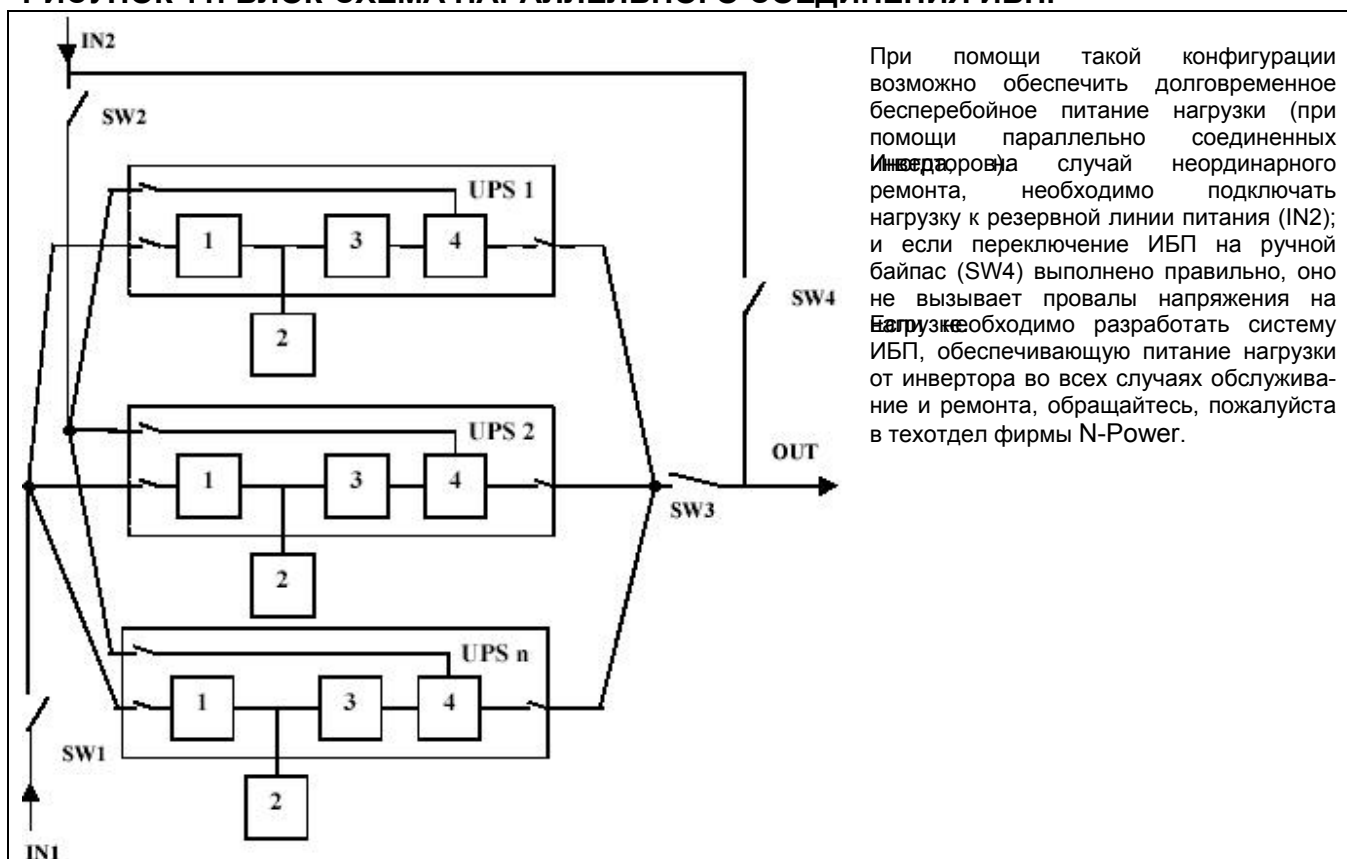 IN2
SW2
UPS 1
1
3
4
2
SW4
UPS 2
1
3
4
2
OUT
SW3
UPS n
1
3
4
2
SW1
IN1
При помощи такой конфигурации
возможно обеспечить долговременное
бесперебойное питание нагрузки (при
помощи параллельно соединенных
на случай неординарного
ремонта, необходимо подключать
нагрузку к резервной линии питания (IN2);
и если переключение ИБП на ручной
байпас (SW4) выполнено правильно, оно
не вызывает провалы напряжения на
необходимо разработать систему
ИБП, обеспечивающую питание нагрузки
от инвертора во всех случаях обслужива-
ние и ремонта, обращайтесь, пожалуйста
в техотдел фирмы N-Power.